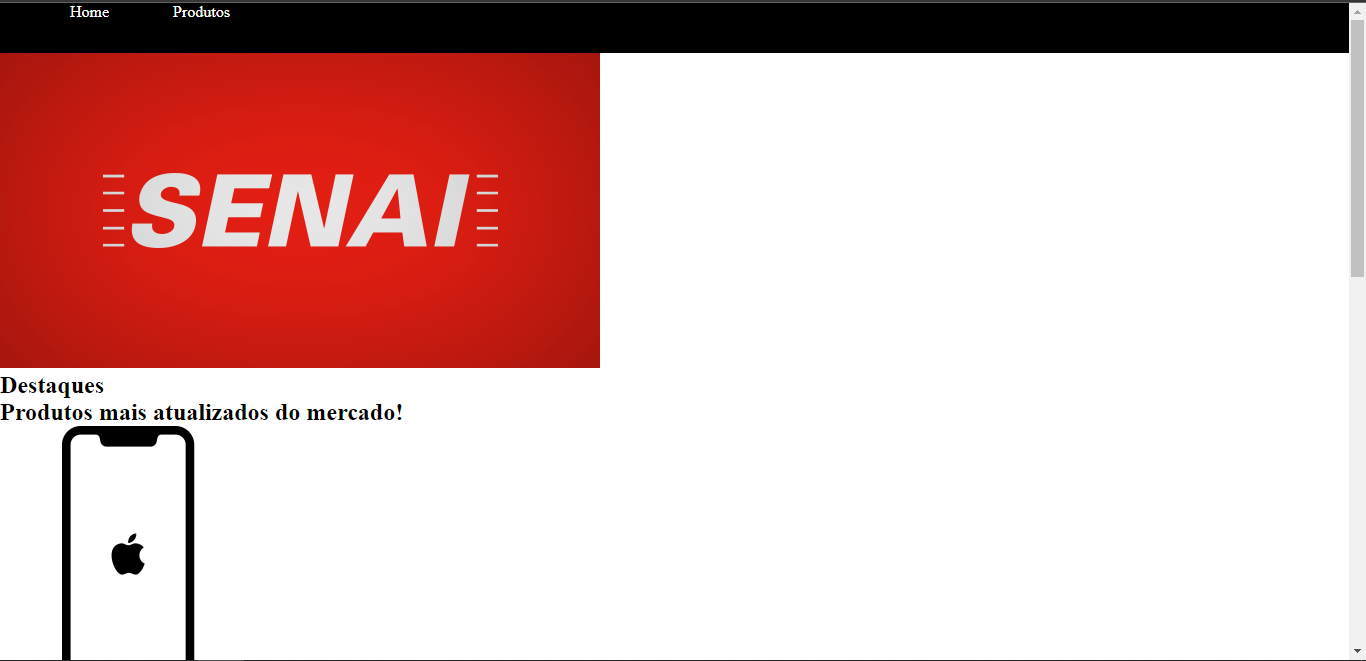 Home Produtos
SENAI
Destaques
Produtos mais atualizados do mercado!